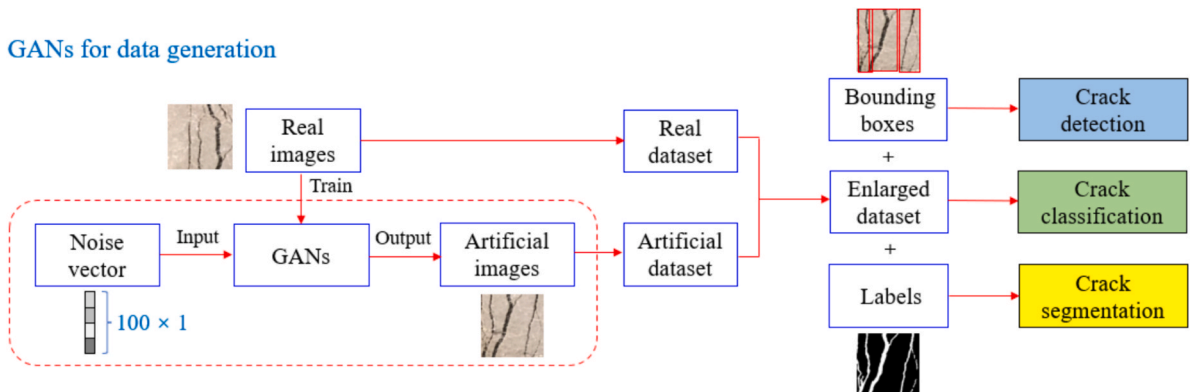 GANs for data generation
Real
images
Real
dataset
Bounding
boxes
Crack
detection
Train
+
Noise
vector
Input
GANs
Output
Artificial
images
Artificial
dataset
Enlarged
dataset
Crack
classification
+
100 × 1
Labels
Crack
segmentation